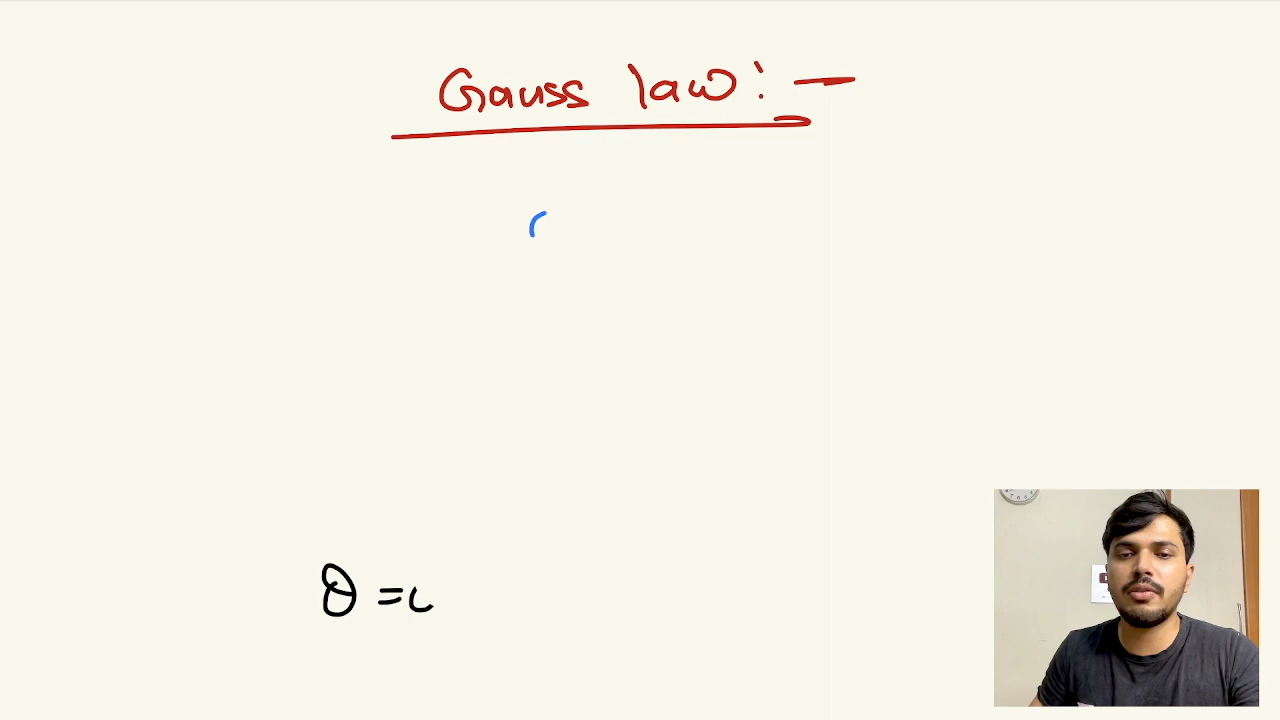 Gauss law: —
θ =